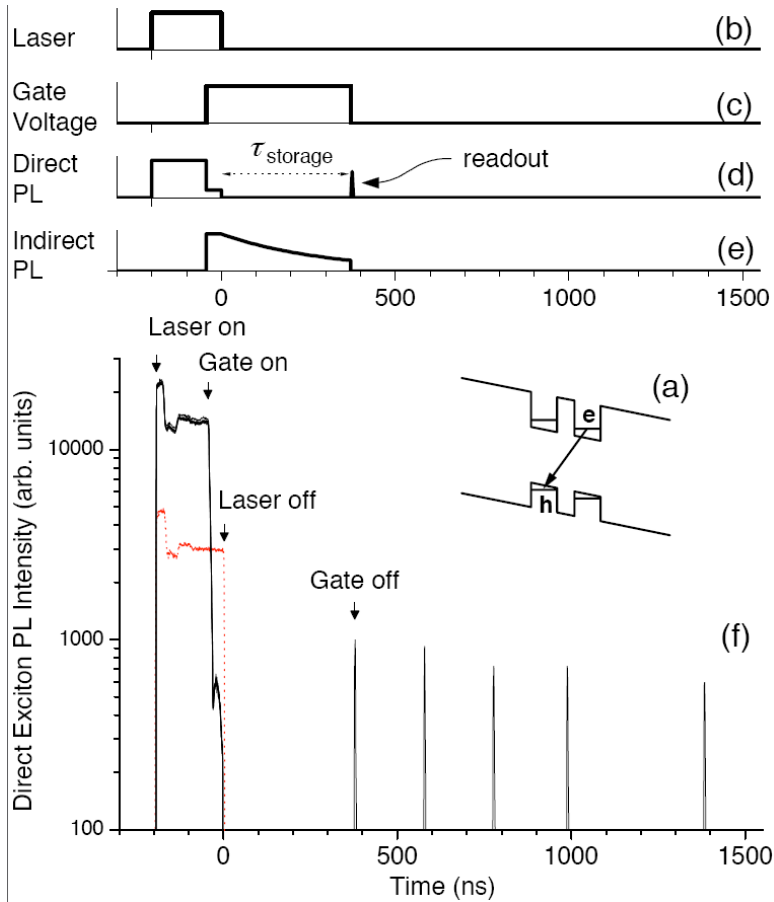 Laser
(b)
Gate
Voltage
(c)
Direct
PL
τ storage
readout
(d)
Indirect
PL
(e)
0
500
1000
1500
Laser on
Gate on
Laser off
Gate off
(a)
e
h
(f)
Direct Exciton PL Intensity (arb. units)
10000
1000
100
0
500
1000
1500
Time (ns)